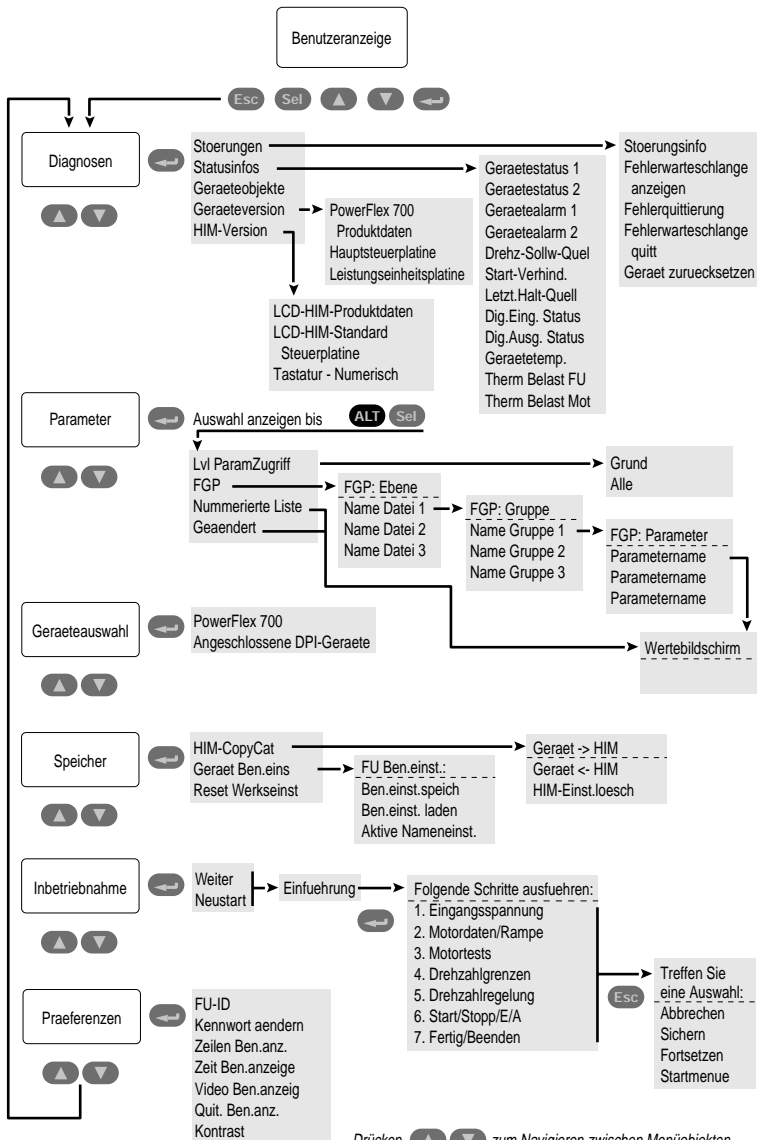 Benutzeranzeige
Esc Sel
Diagnosen
Stoerungen
Statusinfos
Geraeteobjekte
Geraeteversion
HIM-Version
PowerFlex 700
Produktdaten
Hauptsteuerplatine
Leistungseinheitsplatine
LCD-HIM-Produktdaten
LCD-HIM-Standard
Steuerplatine
Tastatur - Numerisch
Geraetestatus 1
Geraetestatus 2
Geraetealarm 1
Geraetealarm 2
Drehz-Sollw-Quel
Start-Verhind.
Letzt.Halt-Quell
Dig.Eing. Status
Dig.Ausg. Status
Geraetetemp.
Therm Belast FU
Therm Belast Mot
Stoerungsinfo
Fehlerwarteschlange
anzeigen
Fehlerquittierung
Fehlerwarteschlange
quitt
Geraet zuruecksetzen
Parameter
Auswahl anzeigen bis
ALT Sel
Lvl ParamZugriff
FGP
Nummerierte Liste
Geaendert
FGP: Ebene
Name Datei 1
Name Datei 2
Name Datei 3
FGP: Gruppe
Name Gruppe 1
Name Gruppe 2
Name Gruppe 3
Grund
Alle
FGP: Parameter
Parametername
Parametername
Parametername
Wertebildschirm
Geraeteauswahl
PowerFlex 700
Angeschlossene DPI-Geraete
Speicher
HIM-CopyCat
Geraet Ben.eins
Reset Werkseinst
FU Ben.einst.:
Ben.einst.speich
Ben.einst. laden
Aktive Nameneinst.
Geraet -> HIM
Geraet <- HIM
HIM-Einst.loesch
Inbetriebnahme
Weiter
Neustart
Einfuehrung
Folgende Schritte ausfuehren:
1. Eingangsspannung
2. Motordaten/Rampe
3. Motortests
4. Drehzahlgrenzen
5. Drehzahlregelung
6. Start/Stopp/E/A
7. Fertig/Beenden
Esc
Treffen Sie
eine Auswahl:
Abbrechen
Sichern
Fortsetzen
Startmenue
Praeferenzen
FU-ID
Kennwort aendern
Zeilen Ben.anz.
Zeit Ben.anzeige
Video Ben.anzeig
Quit. Ben.anz.
Kontrast
Drücken zum Navigieren zwischen Menüobjekten